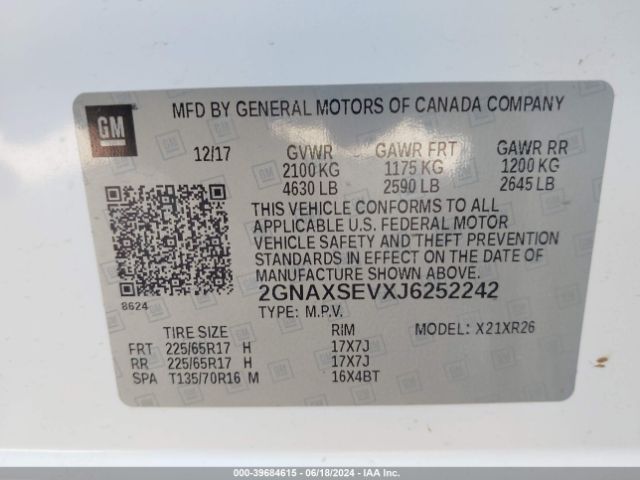 GM
MFD BY GENERAL MOTORS OF CANADA COMPANY
12/17 GVWR GAWR FRT GAWR RR
2100 KG 1175 KG 1200 KG
4630 LB 2590 LB 2645 LB
THIS VEHICLE CONFORMS TO ALL
APPLICABLE U.S. FEDERAL MOTOR
VEHICLE SAFETY AND THEFT PREVENTION
STANDARDS IN EFFECT ON THE DATE OF
MANUFACTURE SHOWN ABOVE.
8624
2GNAXSEVXJ6252242
TYPE: M.P.V. MODEL: X21XR26
TIRE SIZE RIM
FRT 225/65R17 H 17X7J
RR 225/65R17 H 17X7J
SPA T135/70R16 M 16X4BT
000-39684615 - 06/18/2024 - IAAI.com